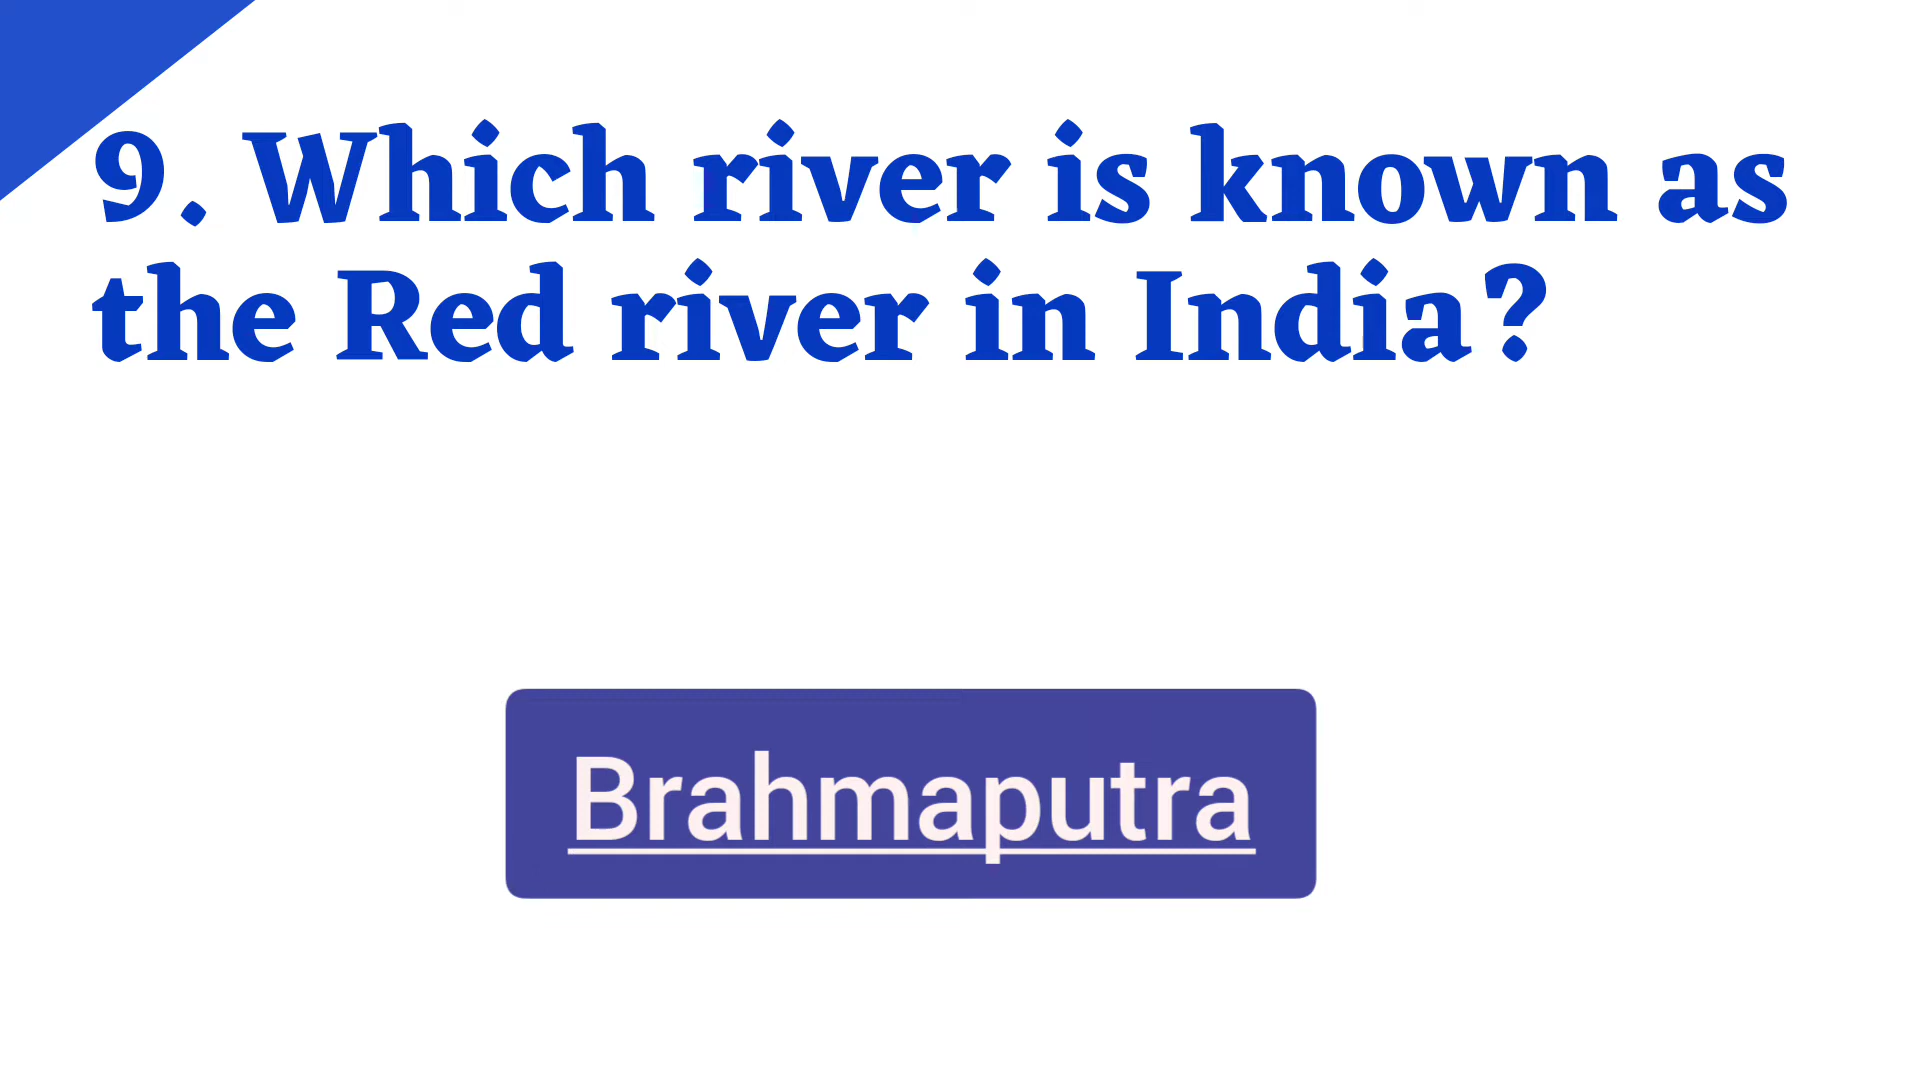 9. Which river is known as
the Red river in India?
Brahmaputra